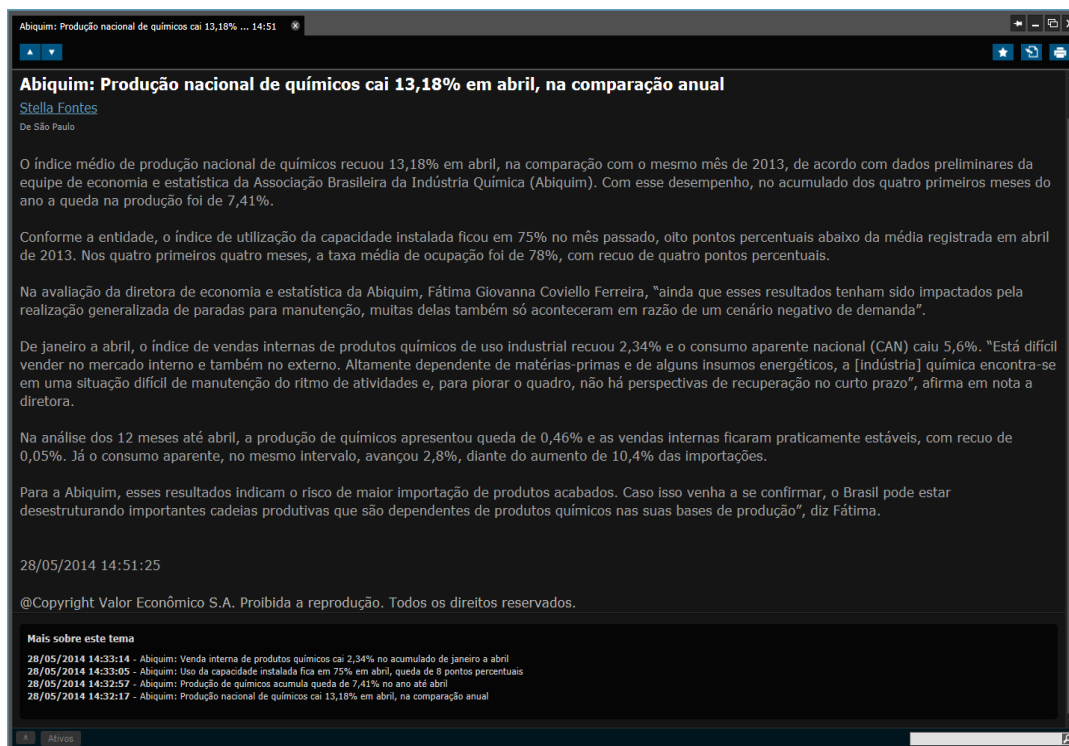 Abiquim: Produção nacional de químicos cai 13,18% ... 14:51
Abiquim: Produção nacional de químicos cai 13,18% em abril, na comparação anual
Stella Fontes
De São Paulo
O índice médio de produção nacional de químicos recuou 13,18% em abril, na comparação com o mesmo mês de 2013, de acordo com dados preliminares da
equipe de economia e estatística da Associação Brasileira da Indústria Química (Abiquim). Com esse desempenho, no acumulado dos quatro primeiros meses do
ano a queda na produção foi de 7,41%.
Conforme a entidade, o índice de utilização da capacidade instalada ficou em 75% no mês passado, oito pontos percentuais abaixo da média registrada em abril
de 2013. Nos quatro primeiros quatro meses, a taxa média de ocupação foi de 78%, com recuo de quatro pontos percentuais.
Na avaliação da diretora de economia e estatística da Abiquim, Fátima Giovanna Coviello Ferreira, “ainda que esses resultados tenham sido impactados pela
realização generalizada de paradas para manutenção, muitas delas também só aconteceram em razão de um cenário negativo de demanda”.
De janeiro a abril, o índice de vendas internas de produtos químicos de uso industrial recuou 2,34% e o consumo aparente nacional (CAN) caiu 5,6%. “Está difícil
vender no mercado interno e também no externo. Altamente dependente de matérias-primas e de alguns insumos energéticos, a [indústria] química encontra-se
em uma situação difícil de manutenção do ritmo de atividades e, para piorar o quadro, não há perspectivas de recuperação no curto prazo”, afirma em nota a
diretora.
Na análise dos 12 meses até abril, a produção de químicos apresentou queda de 0,46% e as vendas internas ficaram praticamente estáveis, com recuo de
0,05%. Já o consumo aparente, no mesmo intervalo, avançou 2,8%, diante do aumento de 10,4% das importações.
Para a Abiquim, esses resultados indicam o risco de maior importação de produtos acabados. Caso isso venha a se confirmar, o Brasil pode estar
desestruturando importantes cadeias produtivas que são dependentes de produtos químicos nas suas bases de produção”, diz Fátima.
28/05/2014 14:51:25
@Copyright Valor Econômico S.A. Proibida a reprodução. Todos os direitos reservados.
Mais sobre este tema
28/05/2014 14:33:14 - Abiquim: Venda interna de produtos químicos cai 2,34% no acumulado de janeiro a abril
28/05/2014 14:33:05 - Abiquim: Uso da capacidade instalada fica em 75% em abril, queda de 8 pontos percentuais
28/05/2014 14:32:57 - Abiquim: Produção de químicos acumula queda de 7,41% no ano até abril
28/05/2014 14:32:17 - Abiquim: Produção nacional de químicos cai 13,18% em abril, na comparação anual
Ativos